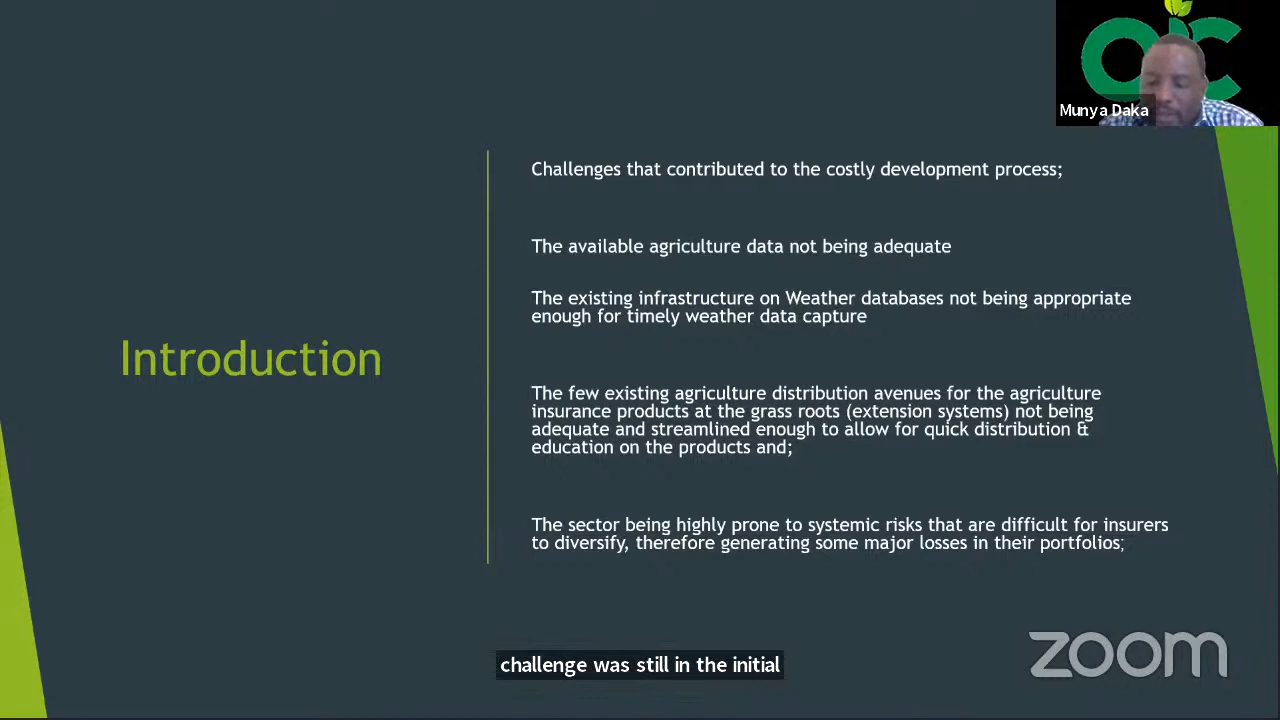 OIC
Munya Daka
Challenges that contributed to the costly development process;
The available agriculture data not being adequate
The existing infrastructure on Weather databases not being appropriate
enough for timely weather data capture
Introduction
The few existing agriculture distribution avenues for the agriculture
insurance products at the grass roots (extension systems) not being
adequate and streamlined enough to allow for quick distribution &
education on the products and;
The sector being highly prone to systemic risks that are difficult for insurers
to diversify, therefore generating some major losses in their portfolios;
challenge was still in the initial
zoom